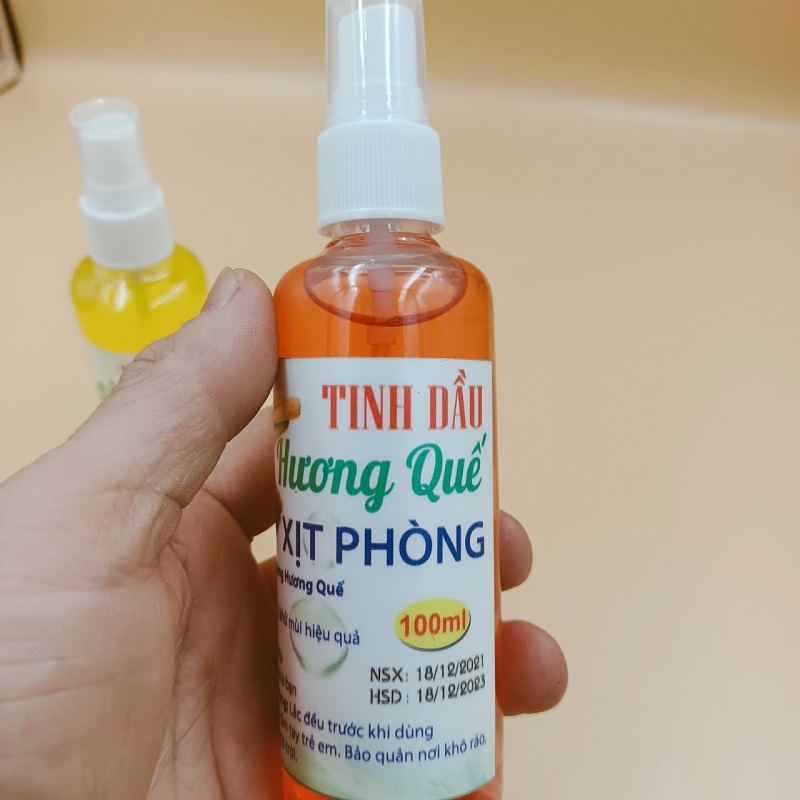 TINH DẦU
Hương Quế
XỊT PHÒNG
Hương Quế
mùi hiệu quả
100ml
NSX: 18/12/2021
HSD: 18/12/2023
Lắc đều trước khi dùng
tay trẻ em. Bảo quản nơi khô ráo,